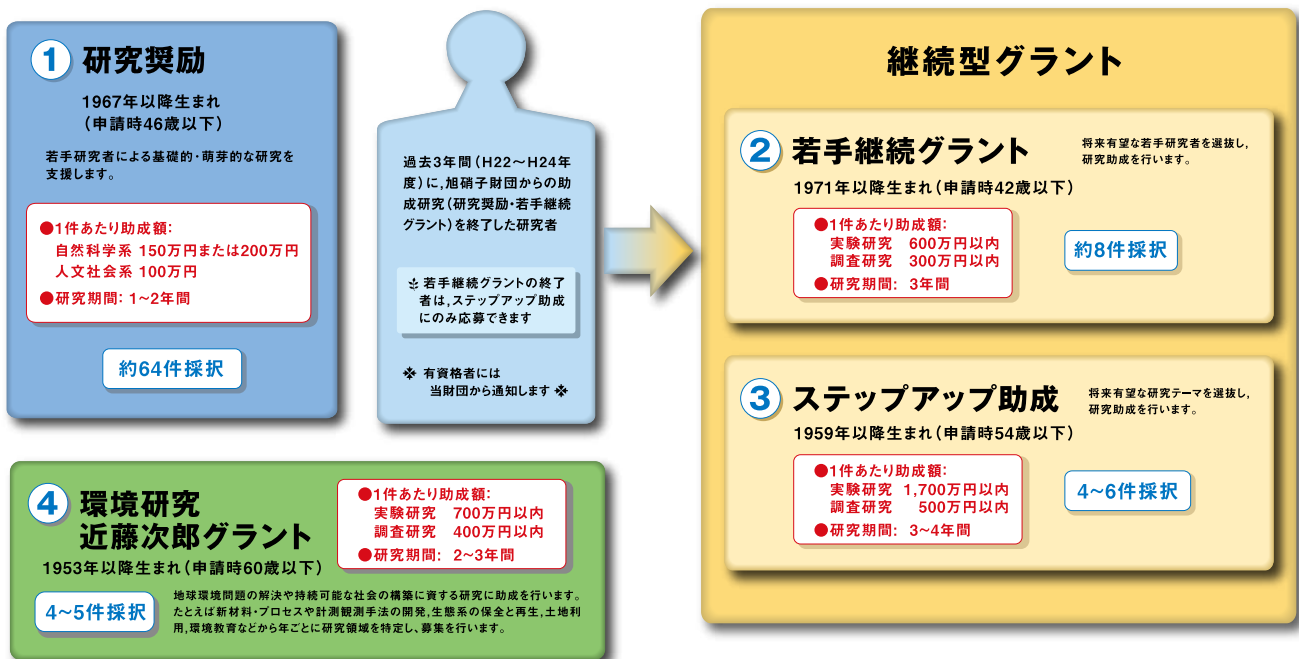 ① 研究奨励
1967年以降生まれ
（申請時46歳以下）
若手研究者による基礎的・萌芽的な研究を
支援します。
●1件あたり助成額：
自然科学系 150万円または200万円
人文社会系 100万円
●研究期間：1～2年間
約64件採択
過去3年間（H22～H24年
度）に，旭硝子財団からの助
成研究（研究奨励・若手継続
グラント）を終了した研究者
若手継続グラントの終了
者は，ステップアップ助成
にのみ応募できます
❖ 有資格者には
当財団から通知します ❖
継続型グラント
② 若手継続グラント
将来有望な若手研究者を選抜し，
研究助成を行います。
1971年以降生まれ（申請時42歳以下）
●1件あたり助成額：
実験研究 600万円以内
調査研究 300万円以内
●研究期間： 3年間
約8件採択
③ ステップアップ助成
将来有望な研究テーマを選抜し，
研究助成を行います。
1959年以降生まれ（申請時54歳以下）
●1件あたり助成額：
実験研究 1,700万円以内
調査研究 500万円以内
●研究期間： 3～4年間
4～6件採択
④ 環境研究
近藤次郎グラント
1953年以降生まれ（申請時60歳以下）
●1件あたり助成額：
実験研究 700万円以内
調査研究 400万円以内
●研究期間： 2～3年間
4～5件採択
地球環境問題の解決や持続可能な社会の構築に資する研究に助成を行います。
たとえば新材料・プロセスや計測観測手法の開発，生態系の保全と再生，土地利
用，環境教育などから年ごとに研究領域を特定し、募集を行います。